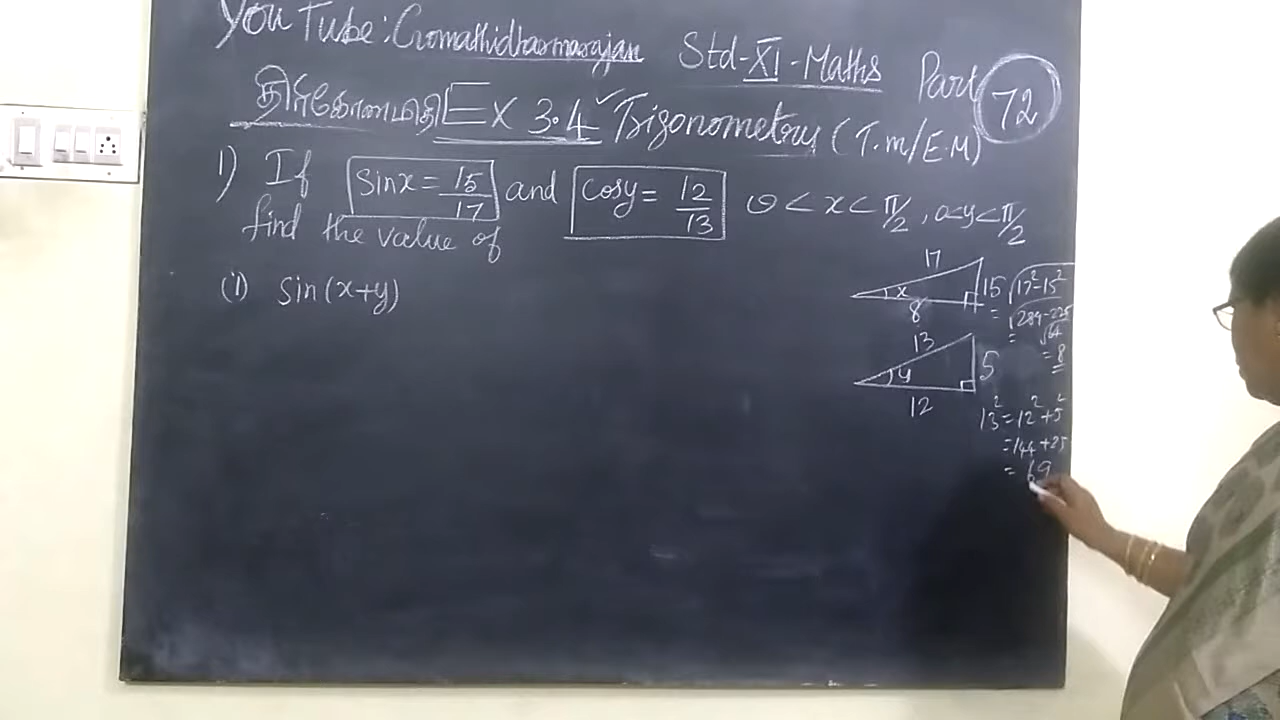 YouTube: Gomathidharmarajan Std-XI-Maths Part 72
திரிகோணமிதி Ex 3.4 ✓ Trigonometry (T.M/E.M)
1) If sinx = 15/17 and cosy = 12/13 0 < x < π/2, 0<y<π/2
find the value of
(i) sin(x+y)
17
x
15
8
√17²-15²
= √289-225
= √64
= 8
13
y
5
12
13² = 12² + 5²
= 144 + 25
= 69